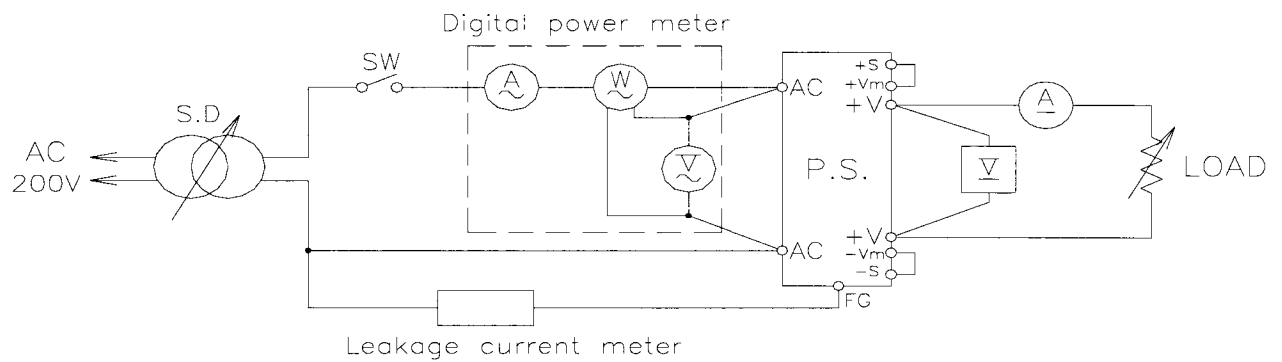 Digital power meter
SW
A
W
S.D
AC
200V
V
AC
AC
P.S.
+S
+Vm
+V
+V
-Vm
-S
FG
A
V
LOAD
Leakage current meter